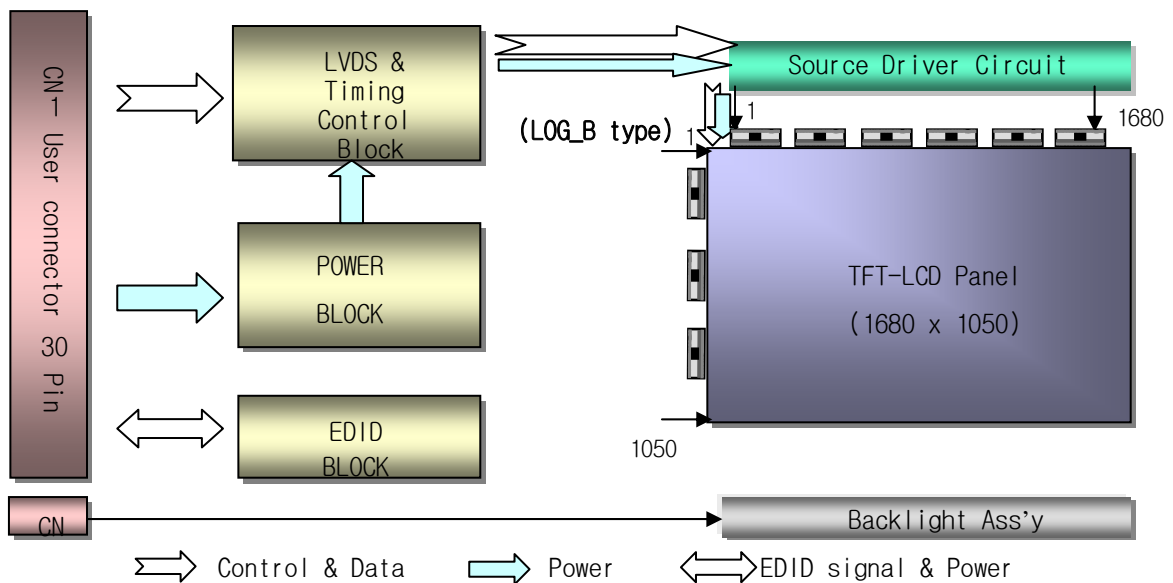 CN-1 User connector 30 Pin
LVDS &
Timing
Control
Block
Source Driver Circuit
1
1680
(LOG_B type)
1
POWER
BLOCK
TFT-LCD Panel
(1680 x 1050)
EDID
BLOCK
1050
CN
Backlight Ass'y
Control & Data
Power
EDID signal & Power